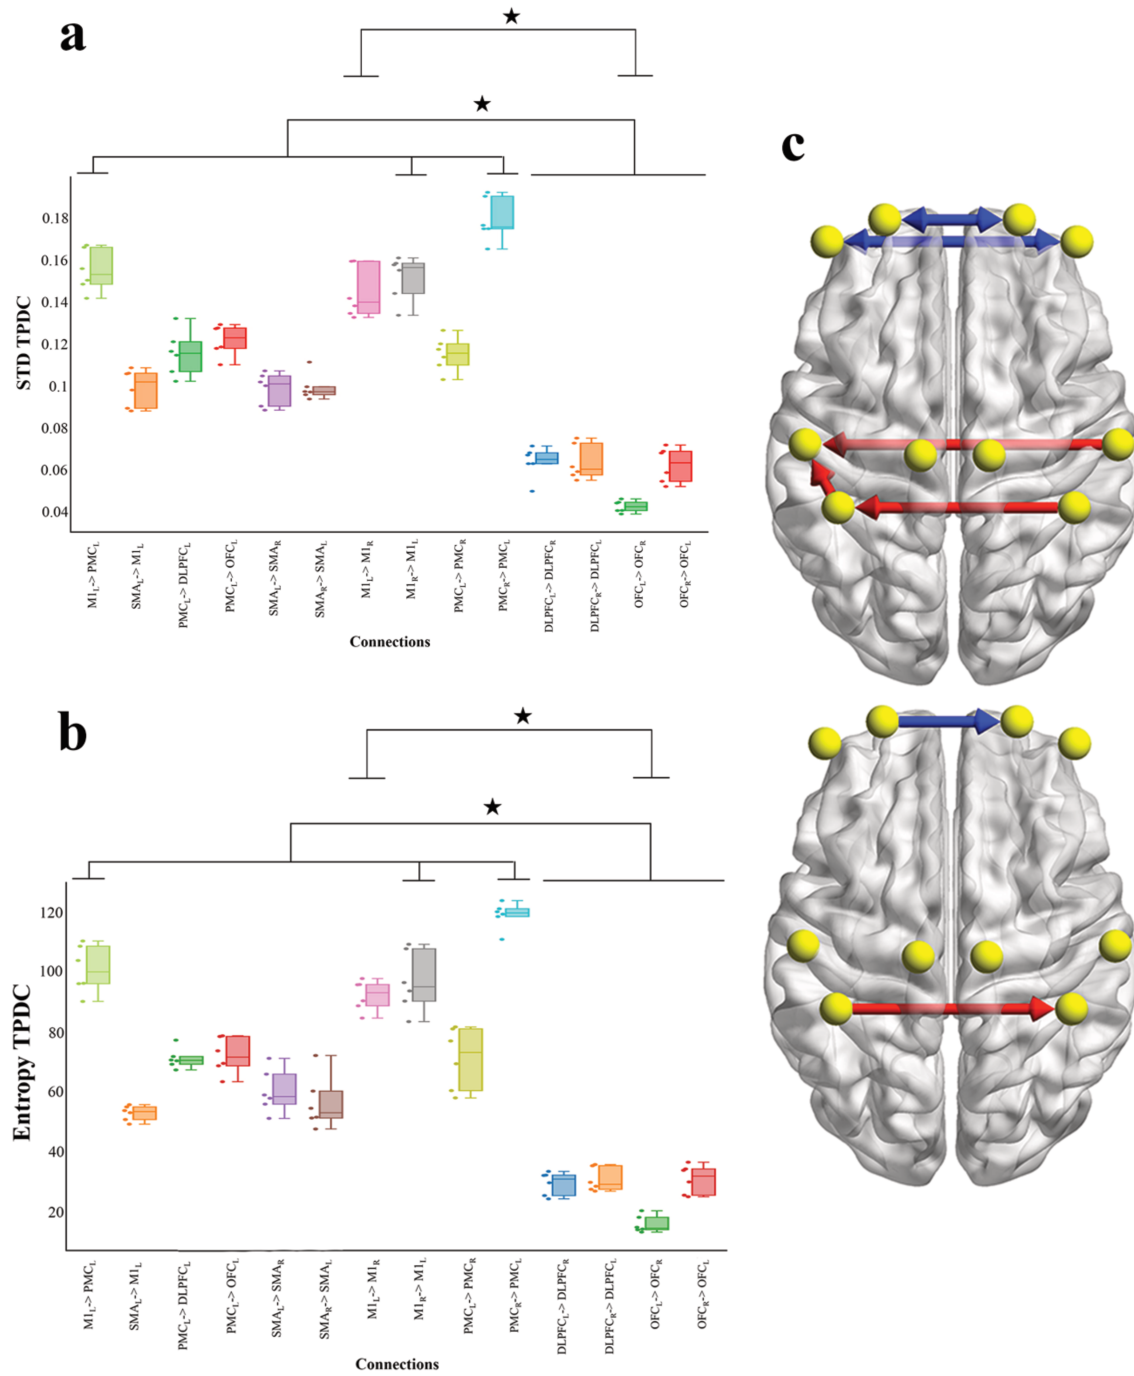 a
★
★
c
STD TPDC
0.18
0.16
0.14
0.12
0.1
0.08
0.06
0.04
M1L-> PMCL
SMAL-> M1L
PMCL-> DLPFCL
PMCL-> OFCL
SMAL-> SMAR
SMAR-> SMAL
M1L-> M1R
M1R-> M1L
PMCL-> PMCR
PMCR-> PMCL
DLPFCL-> DLPFCR
DLPFCR-> DLPFCL
OFCL-> OFCR
OFCR-> OFCL
Connections
b
★
★
Entropy TPDC
120
100
80
60
40
20
M1L-> PMCL
SMAL-> M1L
PMCL-> DLPFCL
PMCL-> OFCL
SMAL-> SMAR
SMAR-> SMAL
M1L-> M1R
M1R-> M1L
PMCL-> PMCR
PMCR-> PMCL
DLPFCL-> DLPFCR
DLPFCR-> DLPFCL
OFCL-> OFCR
OFCR-> OFCL
Connections